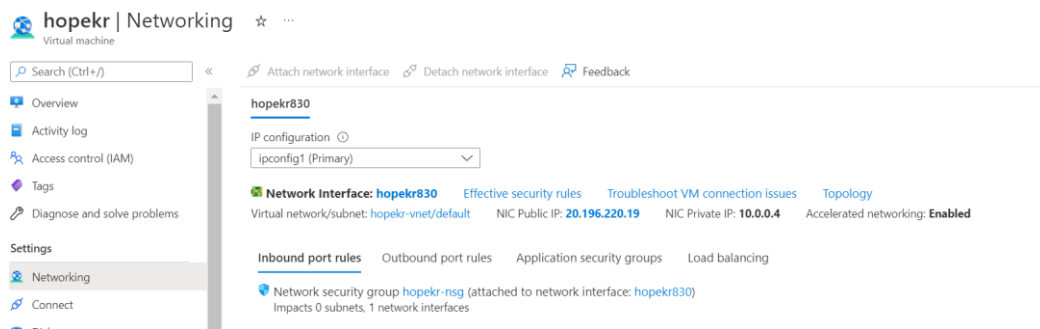 hopekr | Networking ☆ ...
Virtual machine
Search (Ctrl+/)
«
Overview
Activity log
Access control (IAM)
Tags
Diagnose and solve problems
Settings
Networking
Connect
Attach network interface Detach network interface Feedback
hopekr830
IP configuration
ipconfig1 (Primary)
Network Interface: hopekr830 Effective security rules Troubleshoot VM connection issues Topology
Virtual network/subnet: hopekr-vnet/default NIC Public IP: 20.196.220.19 NIC Private IP: 10.0.0.4 Accelerated networking: Enabled
Inbound port rules Outbound port rules Application security groups Load balancing
Network security group hopekr-nsg (attached to network interface: hopekr830)
Impacts 0 subnets, 1 network interfaces